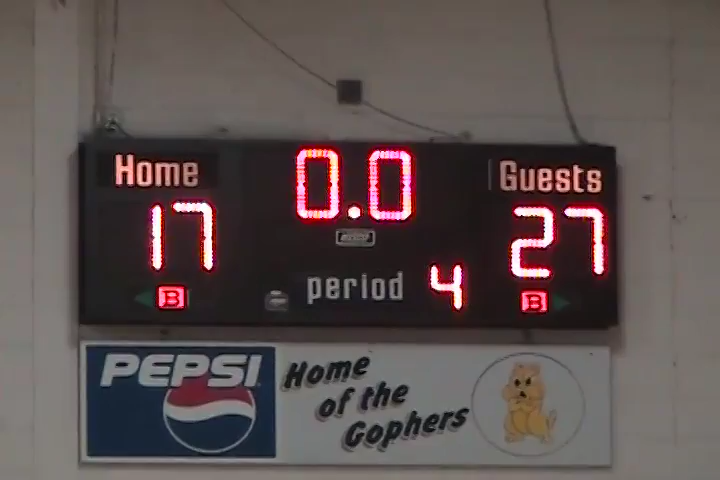 Home 0.0 Guests
17 27
B period 4 B
PEPSI Home
of the
Gophers